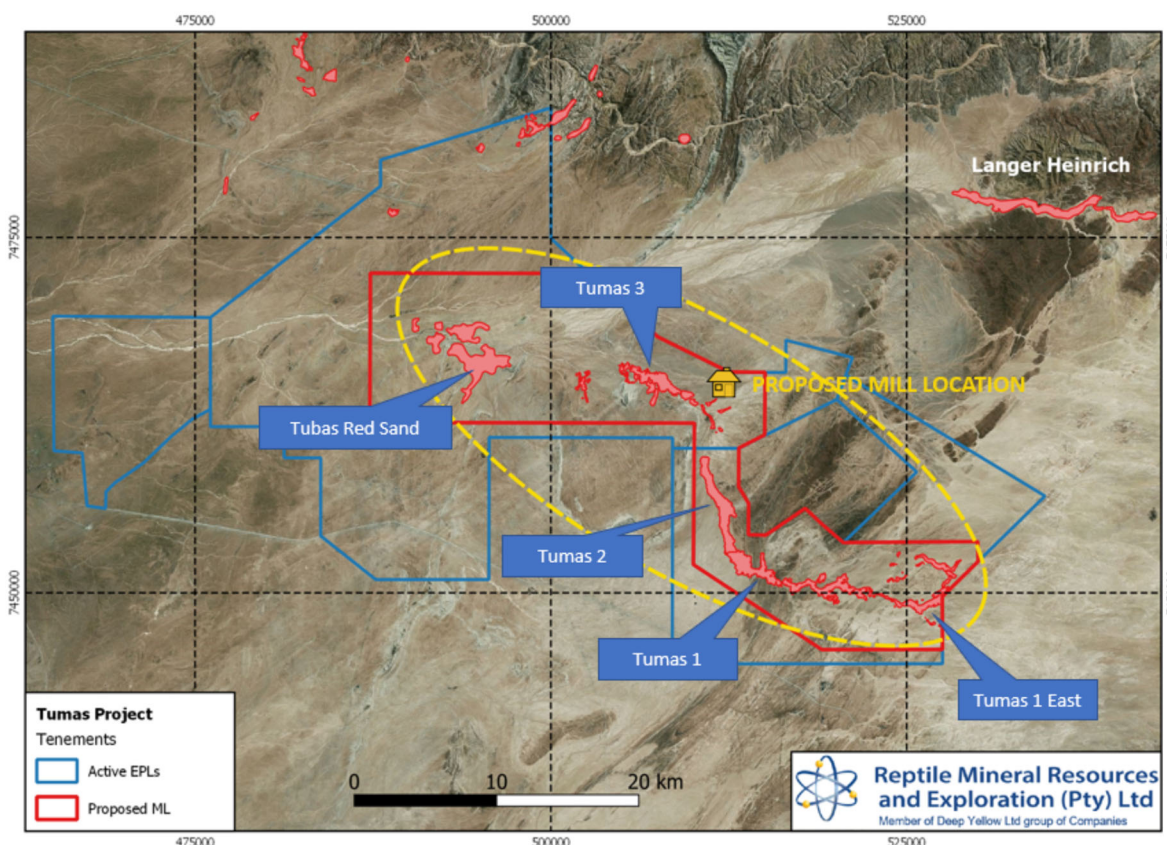 475000
500000
525000
Langer Heinrich
7475000
Tumas 3
PROPOSED MILL LOCATION
Tubas Red Sand
Tumas 2
7450000
Tumas 1
Tumas 1 East
Tumas Project
Tenements
Active EPLs
Proposed ML
0
10
20 km
Reptile Mineral Resources
and Exploration (Pty) Ltd
Member of Deep Yellow Ltd group of Companies
475000
500000
525000